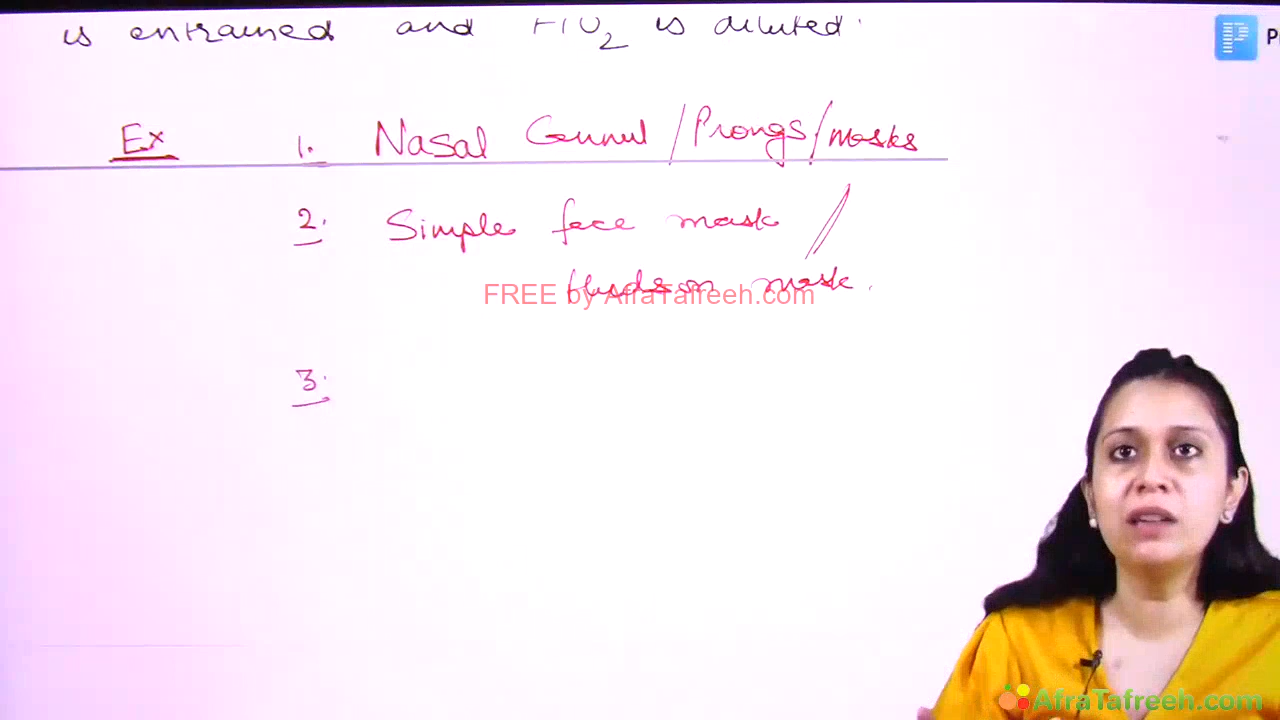 is entrained and FIO2 is diluted.
P
Ex 1. Nasal Cannul / Prongs / Masks
2. Simple face mask /
Hudson mask.
FREE by AfraTafreeh.com
3.
AfraTafreeh.com